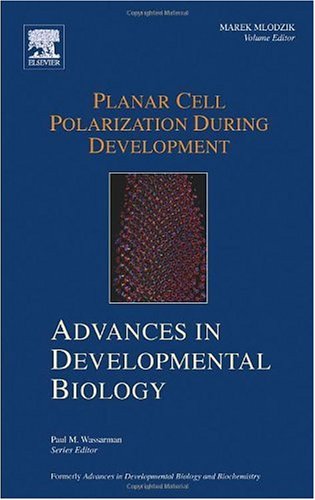 MAREK MLODZIK
Volume Editor
ELSEVIER
PLANAR CELL
POLARIZATION DURING
DEVELOPMENT
ADVANCES IN
DEVELOPMENTAL
BIOLOGY
Paul M. Wassarman
Series Editor
Formerly Advances in Developmental Biology and Biochemistry